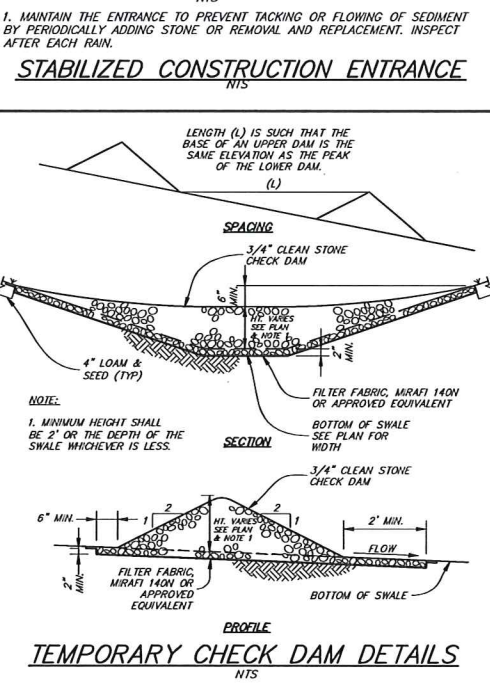 NTS
1. MAINTAIN THE ENTRANCE TO PREVENT TACKING OR FLOWING OF SEDIMENT
BY PERIODICALLY ADDING STONE OR REMOVAL AND REPLACEMENT. INSPECT
AFTER EACH RAIN.
STABILIZED CONSTRUCTION ENTRANCE
NTS
LENGTH (L) IS SUCH THAT THE
BASE OF AN UPPER DAM IS THE
SAME ELEVATION AS THE PEAK
OF THE LOWER DAM.
(L)
SPACING
3/4" CLEAN STONE
CHECK DAM
6"
MIN.
HT. VARIES
SEE PLAN
& NOTE 1
2"
MIN.
4" LOAM &
SEED (TYP)
FILTER FABRIC, MIRAFI 140N
OR APPROVED EQUIVALENT
NOTE:
1. MINIMUM HEIGHT SHALL
BE 2' OR THE DEPTH OF THE
SWALE WHICHEVER IS LESS.
BOTTOM OF SWALE
SEE PLAN FOR
WIDTH
SECTION
3/4" CLEAN STONE
CHECK DAM
6" MIN.
2
1
HT. VARIES
SEE PLAN
& NOTE 1
2
1
2' MIN.
FLOW
2"
MIN.
FILTER FABRIC,
MIRAFI 140N OR
APPROVED
EQUIVALENT
BOTTOM OF SWALE
PROFILE
TEMPORARY CHECK DAM DETAILS
NTS